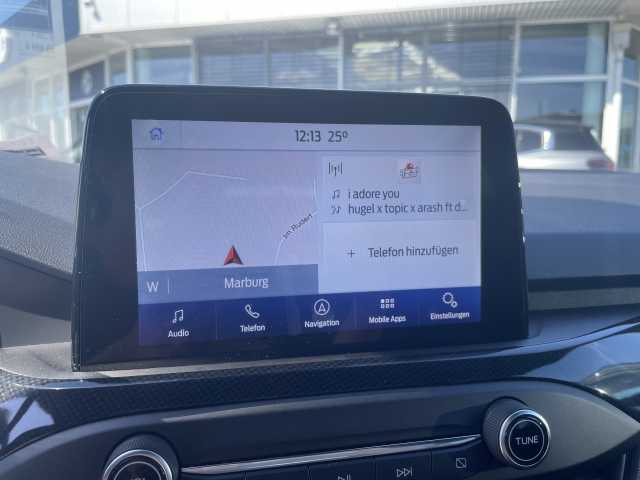 12:13 25°
i adore you
hugel x topic x arash ft d...
Im Rudert
Telefon hinzufügen
W | Marburg
Audio
Telefon
Navigation
Mobile Apps
Einstellungen
TUNE